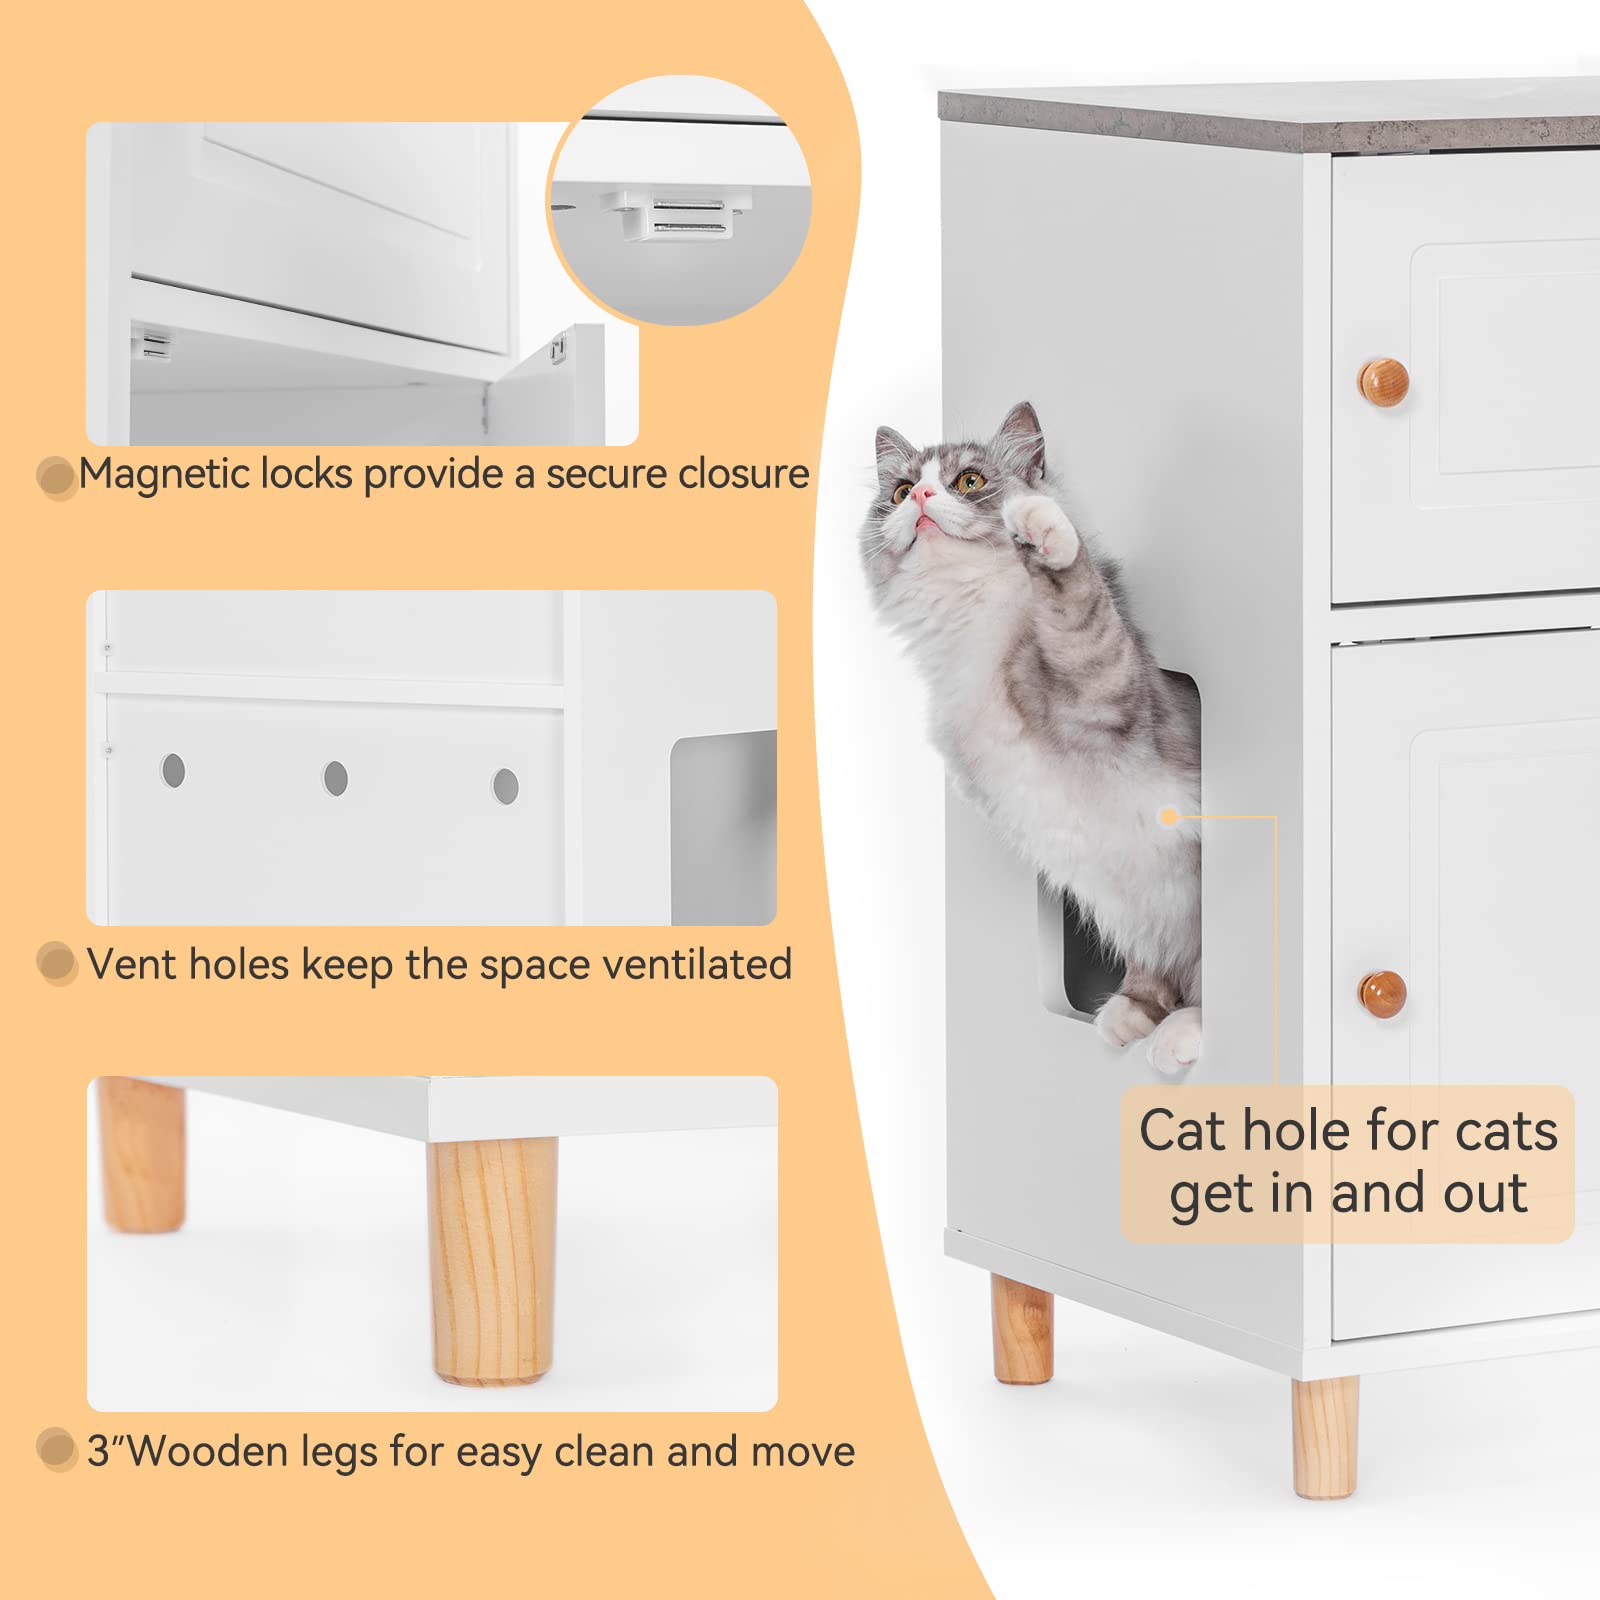 Magnetic locks provide a secure closure
Vent holes keep the space ventilated
3"Wooden legs for easy clean and move
Cat hole for cats
get in and out